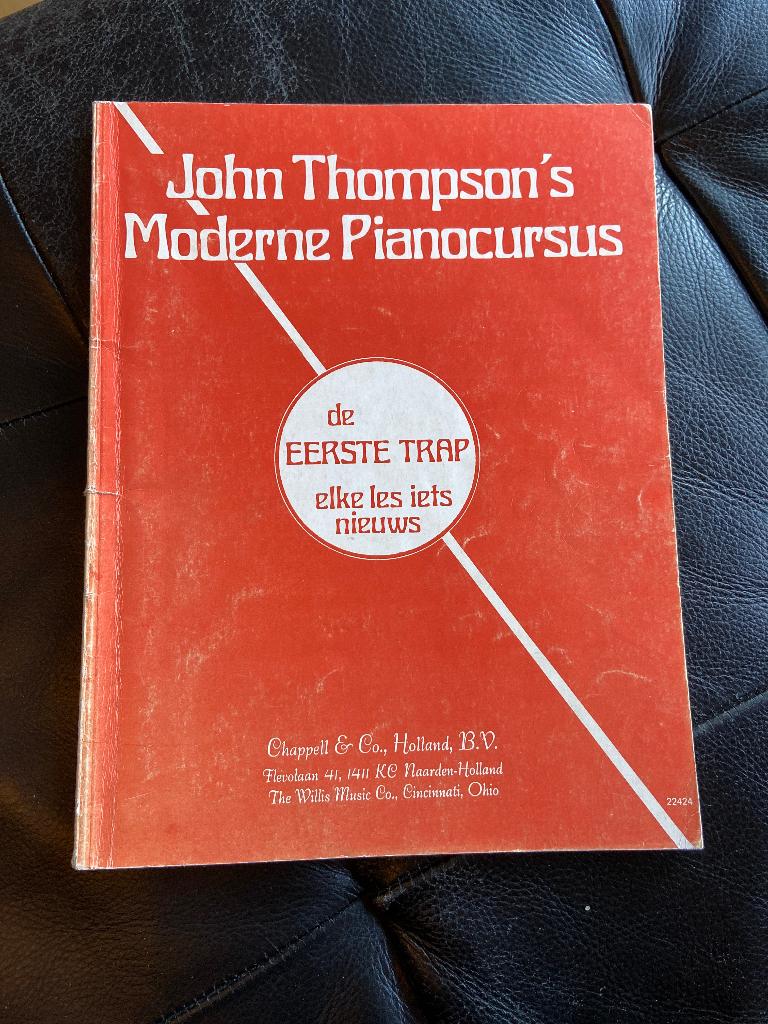 John Thompson's
Moderne Pianocursus
de
EERSTE TRAP
elke les iets
nieuws
Chappell & Co., Holland, B.V.
Flevolaan 41, 1411 KC Naarden-Holland
The Willis Music Co., Cincinnati, Ohio
22424